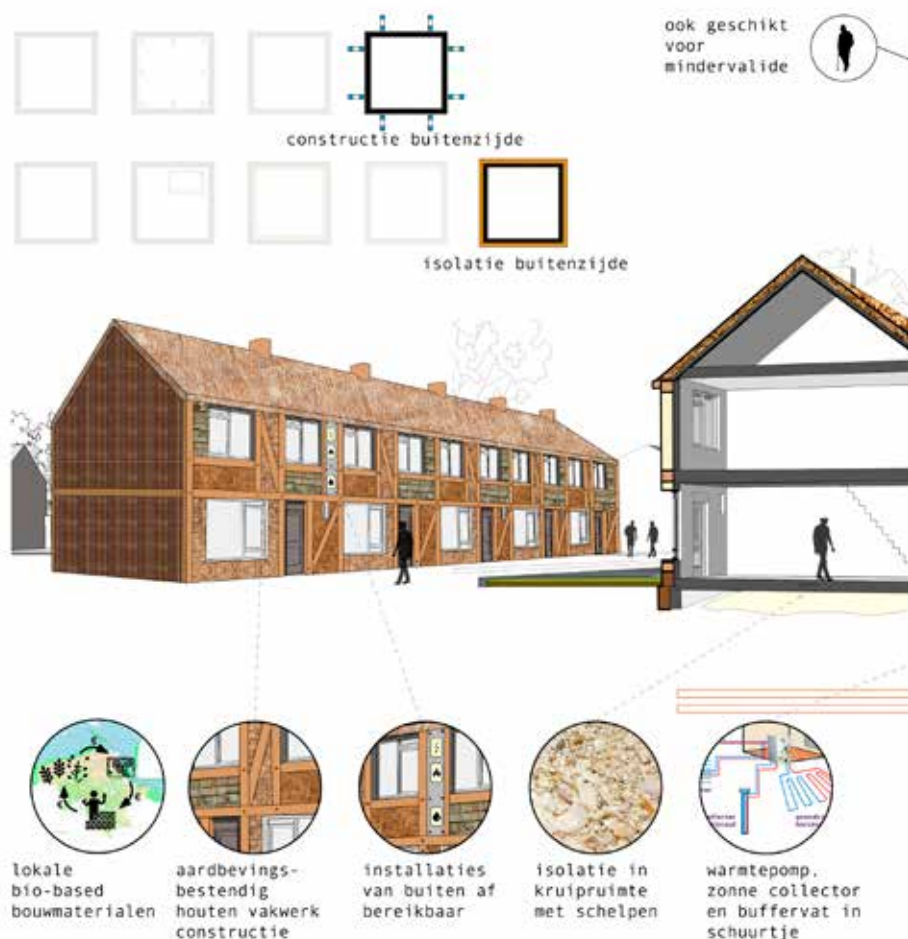 ook geschikt
voor
mindervalide
constructie buitenzijde
isolatie buitenzijde
lokale
bio-based
bouwmaterialen
aardbevings-
bestendig
houten vakwerk
constructie
installaties
van buiten af
bereikbaar
isolatie in
kruipruimte
met schelpen
warmtepomp,
zonne collector
en buffervat in
schuurtje